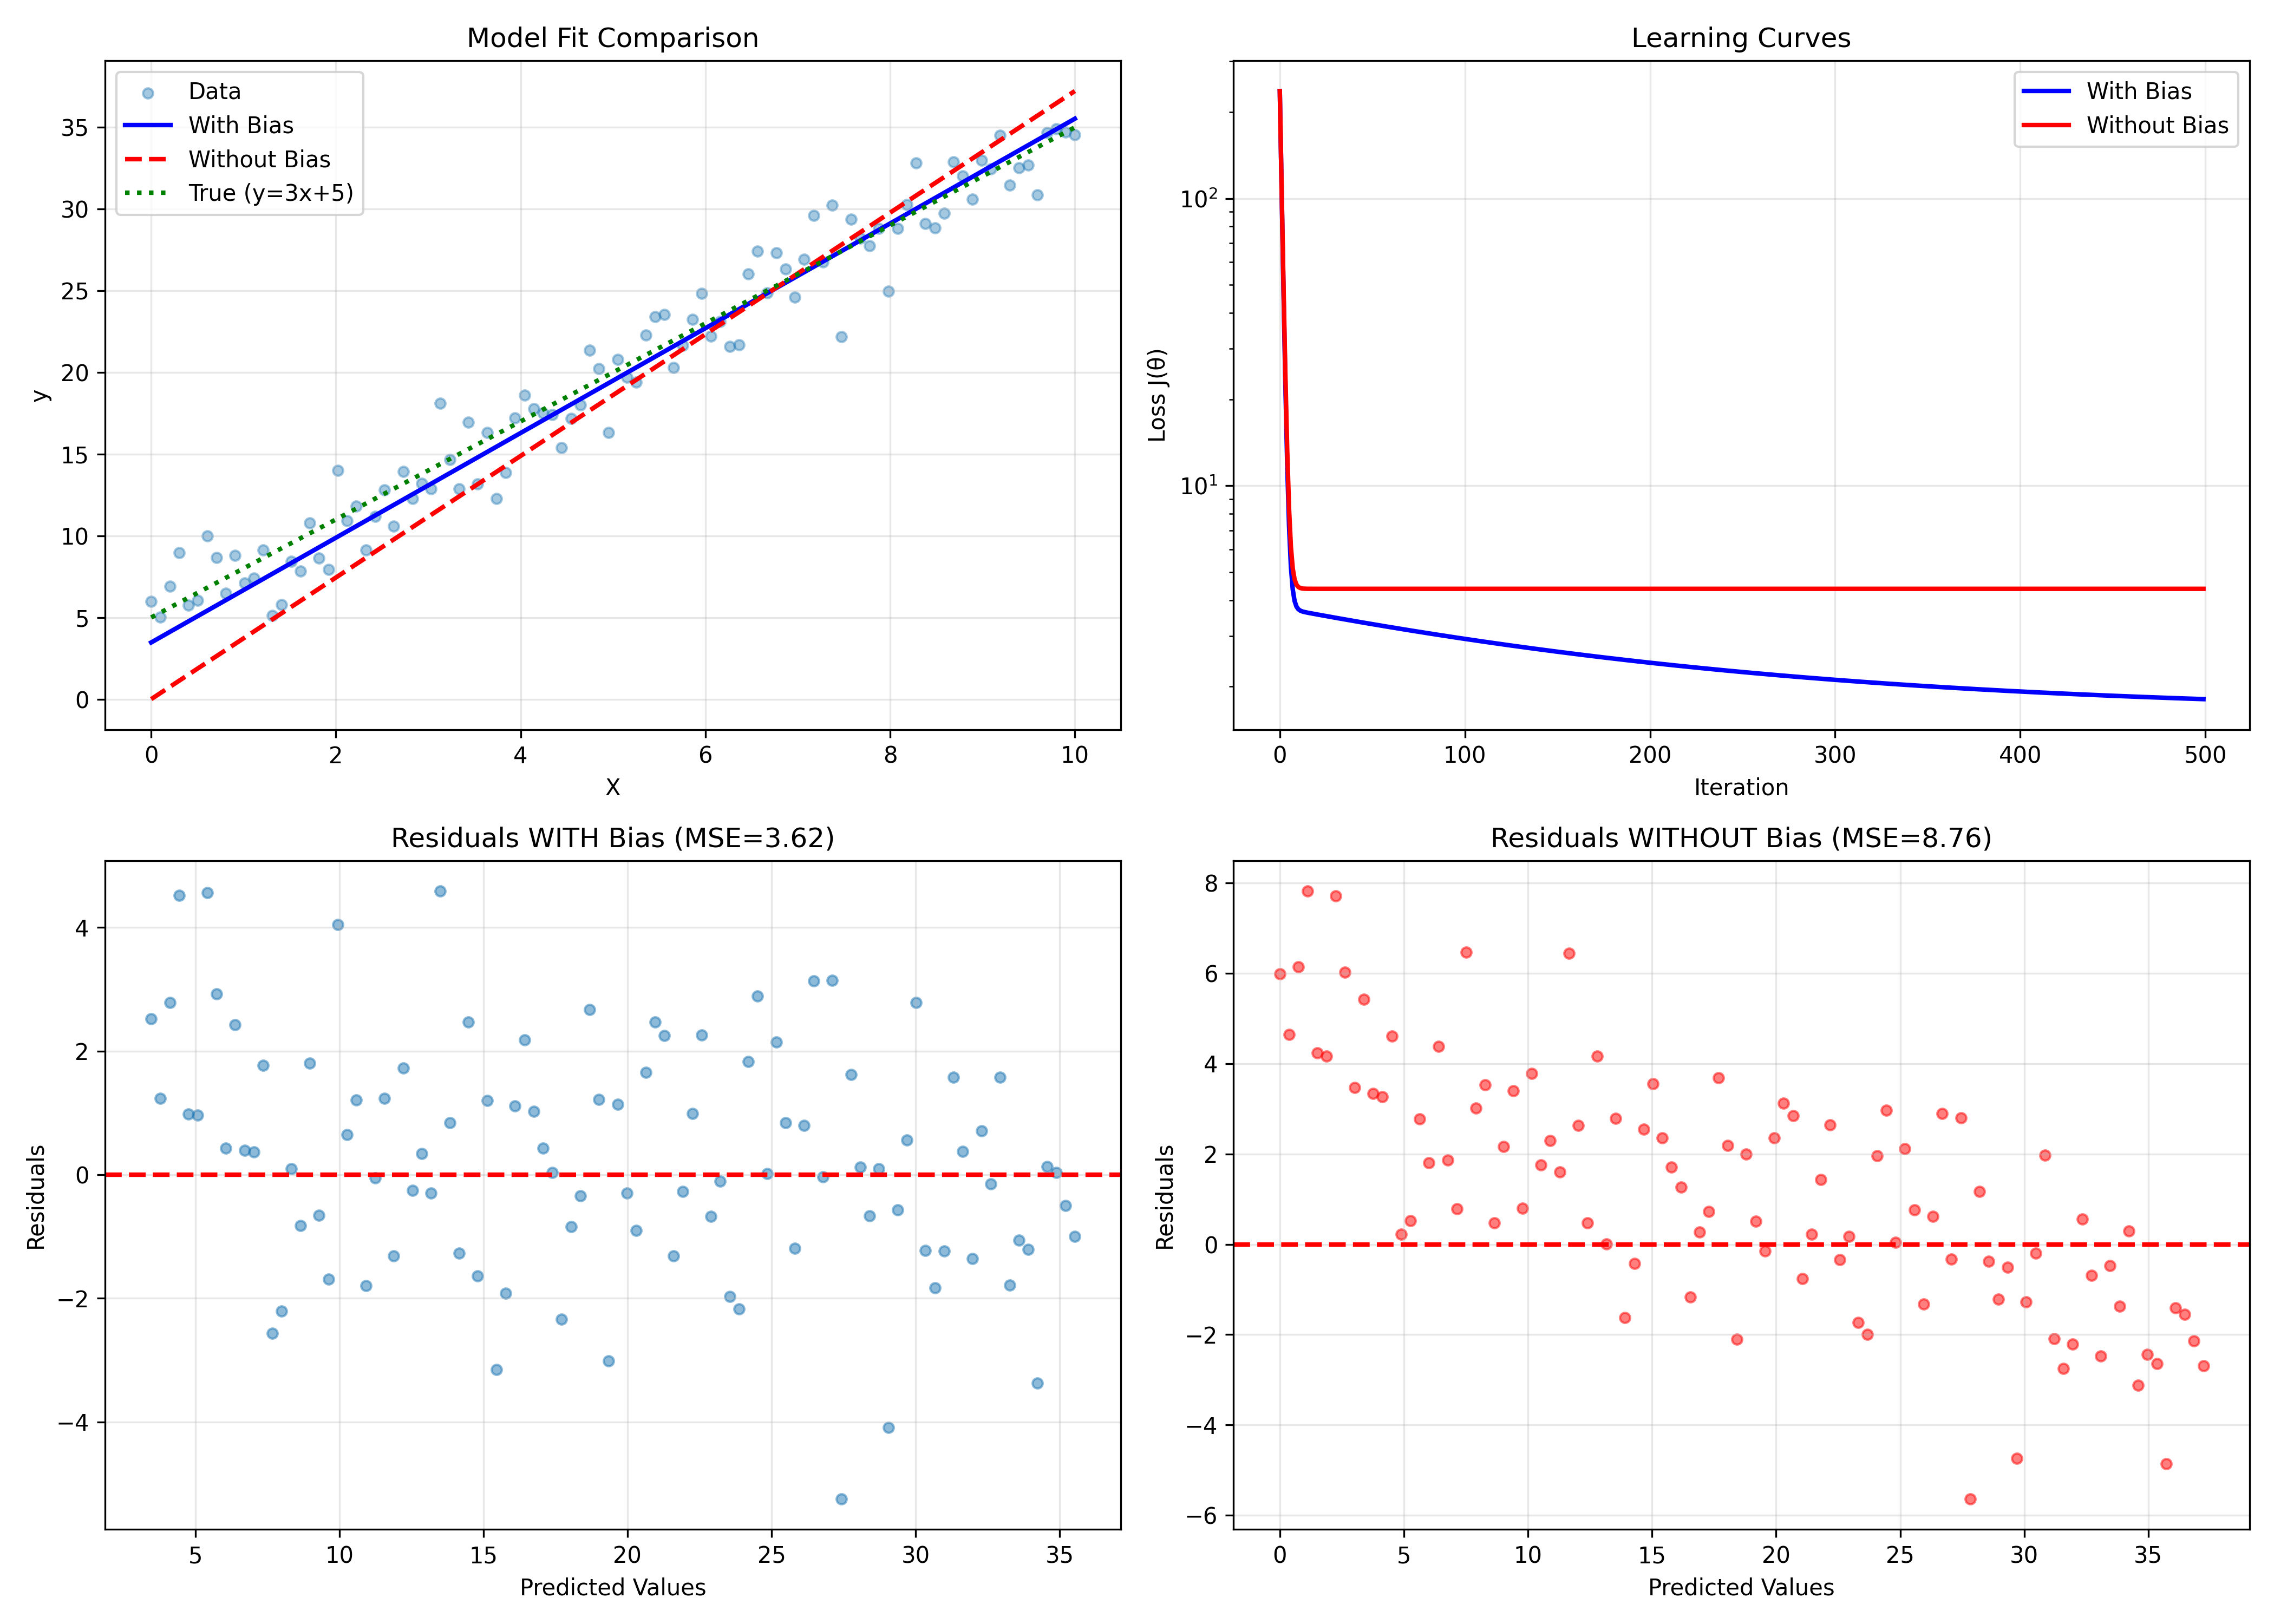 Model Fit Comparison
Data
With Bias
Without Bias
True (y=3x+5)
35
30
25
20
15
10
5
0
y
0 2 4 6 8 10
X
Learning Curves
With Bias
Without Bias
10²
10¹
Loss J(θ)
0 100 200 300 400 500
Iteration
Residuals WITH Bias (MSE=3.62)
4
2
0
−2
−4
Residuals
5 10 15 20 25 30 35
Predicted Values
Residuals WITHOUT Bias (MSE=8.76)
8
6
4
2
0
−2
−4
−6
Residuals
0 5 10 15 20 25 30 35
Predicted Values